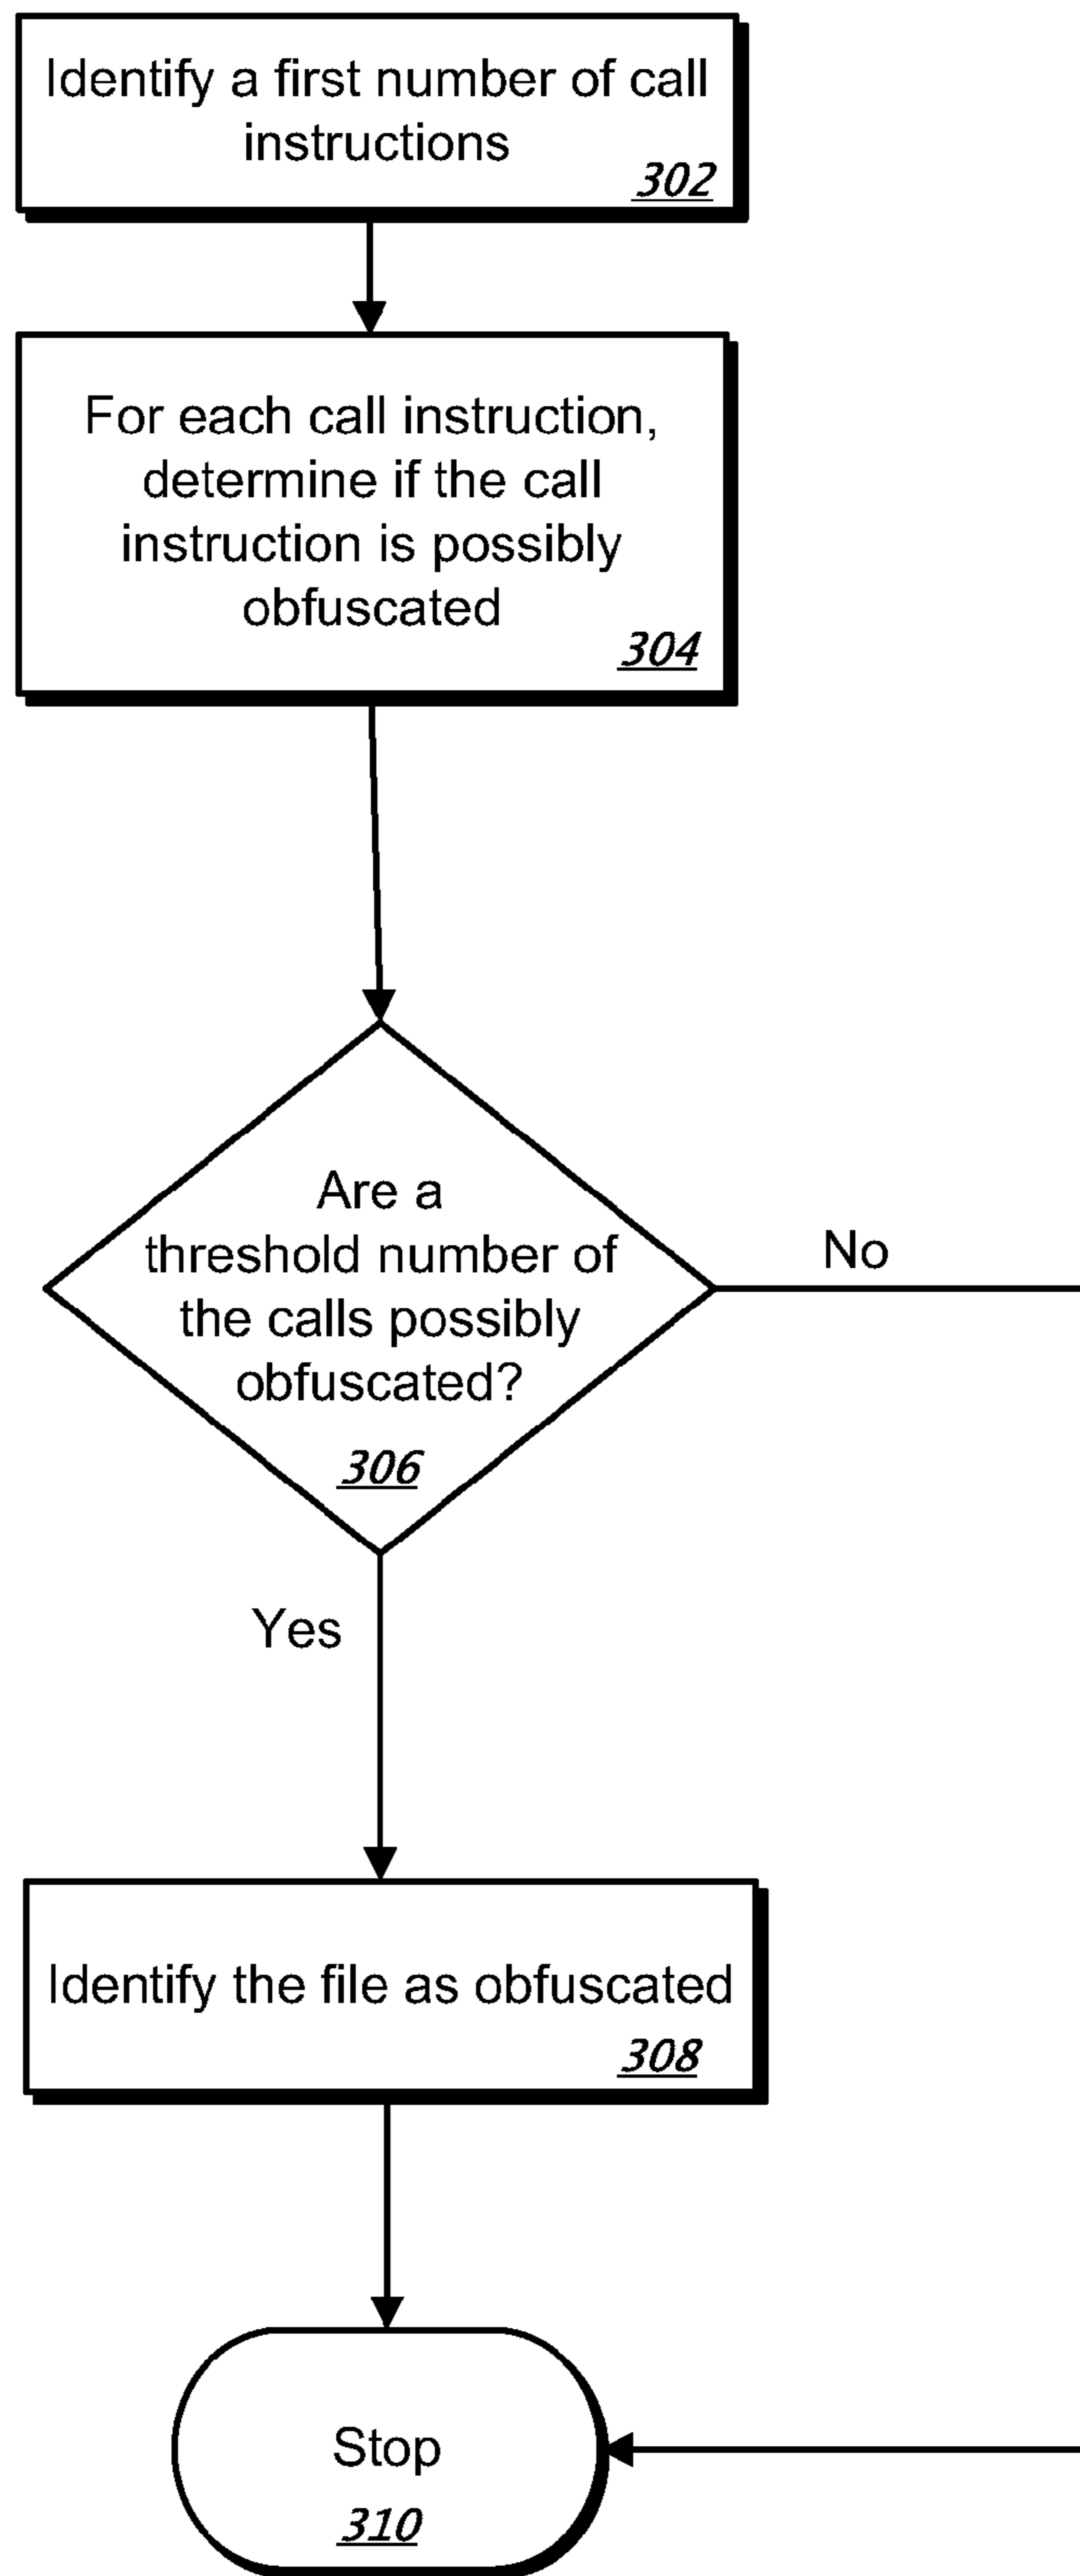 Identify a first number of call
instructions
302
For each call instruction,
determine if the call
instruction is possibly
obfuscated
304
Are a
threshold number of
the calls possibly
obfuscated?
306
No
Yes
Identify the file as obfuscated
308
Stop
310